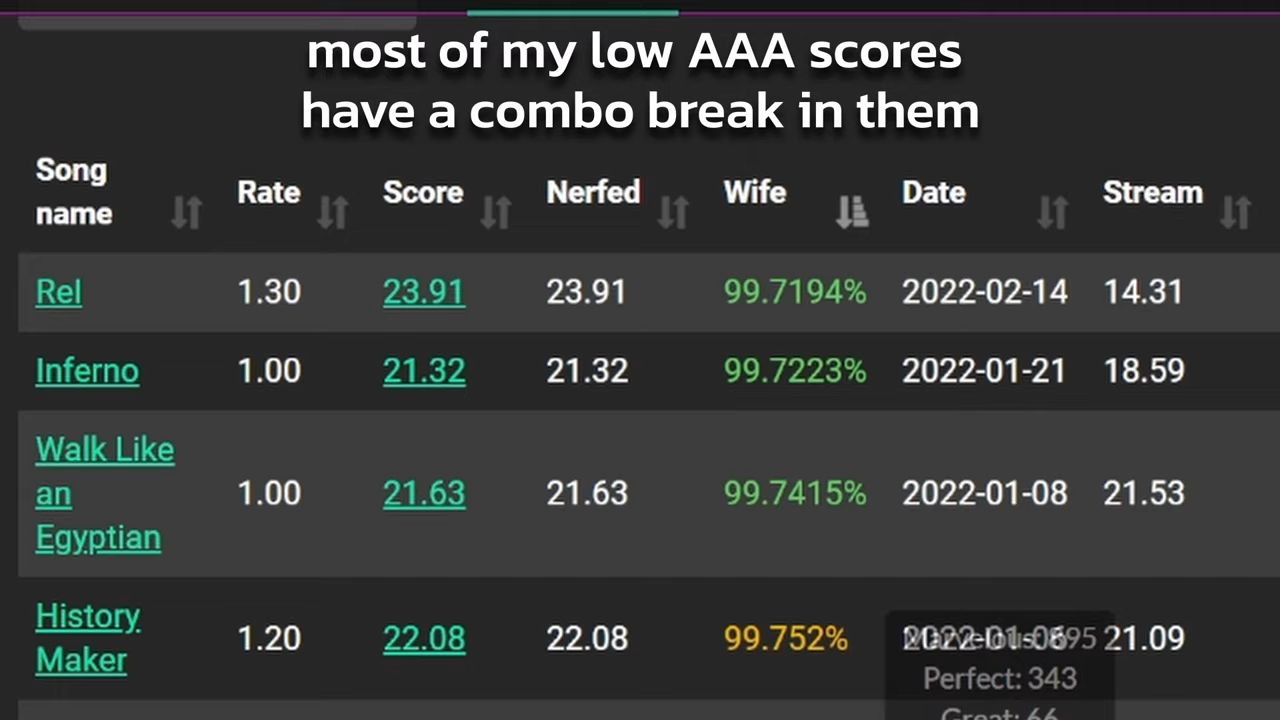 most of my low AAA scores
have a combo break in them
Song name Rate Score Nerfed Wife Date Stream
Rel 1.30 23.91 23.91 99.7194% 2022-02-14 14.31
Inferno 1.00 21.32 21.32 99.7223% 2022-01-21 18.59
Walk Like an Egyptian 1.00 21.63 21.63 99.7415% 2022-01-08 21.53
History Maker 1.20 22.08 22.08 99.752% 21.09
Perfect: 343
Great: 66